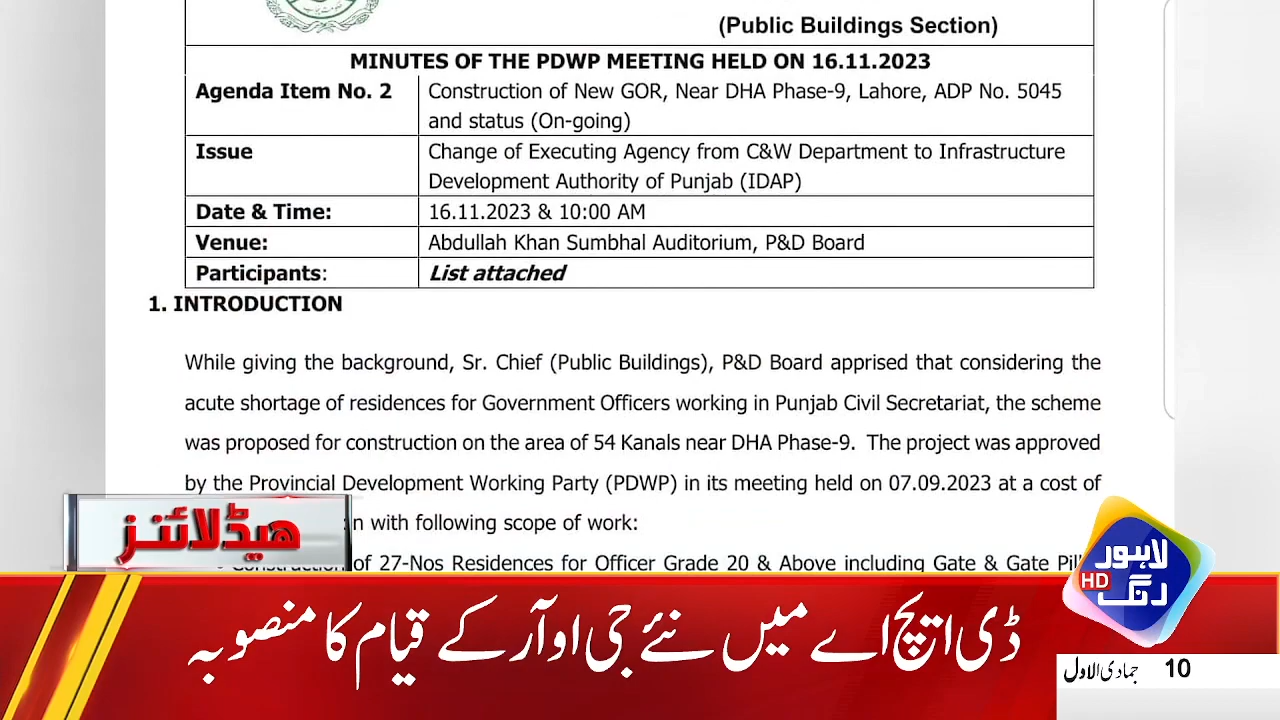 (Public Buildings Section)
MINUTES OF THE PDWP MEETING HELD ON 16.11.2023
Agenda Item No. 2
Construction of New GOR, Near DHA Phase-9, Lahore, ADP No. 5045
and status (On-going)
Issue
Change of Executing Agency from C&W Department to Infrastructure
Development Authority of Punjab (IDAP)
Date & Time:
16.11.2023 & 10:00 AM
Venue:
Abdullah Khan Sumbhal Auditorium, P&D Board
Participants:
List attached
1. INTRODUCTION
While giving the background, Sr. Chief (Public Buildings), P&D Board apprised that considering the
acute shortage of residences for Government Officers working in Punjab Civil Secretariat, the scheme
was proposed for construction on the area of 54 Kanals near DHA Phase-9. The project was approved
by the Provincial Development Working Party (PDWP) in its meeting held on 07.09.2023 at a cost of
with following scope of work:
of 27-Nos Residences for Officer Grade 20 & Above including Gate & Gate
ہیڈلائنز
لاہور
رنگ
HD
ڈی ایچ اے میں نئے جی او آر کے قیام کا منصوبہ
10 جمادی الاول